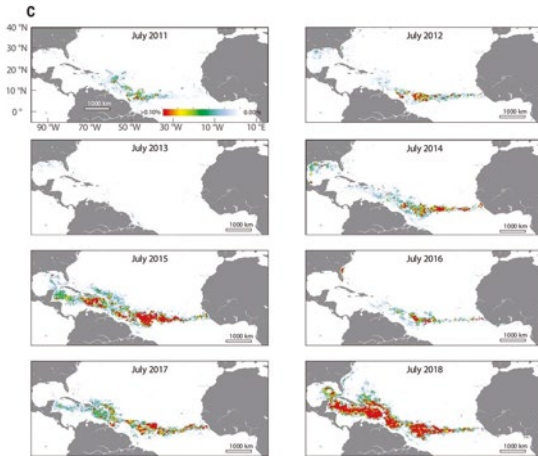 C
July 2011
July 2012
40 °N
30 °N
20 °N
10 °N
0 °
1000 km
>0.10% 0.00%
1000 km
90 °W 70 °W 50 °W 30 °W 10 °W 10 °E
July 2013
July 2014
1000 km
1000 km
July 2015
July 2016
1000 km
1000 km
July 2017
July 2018
1000 km
1000 km